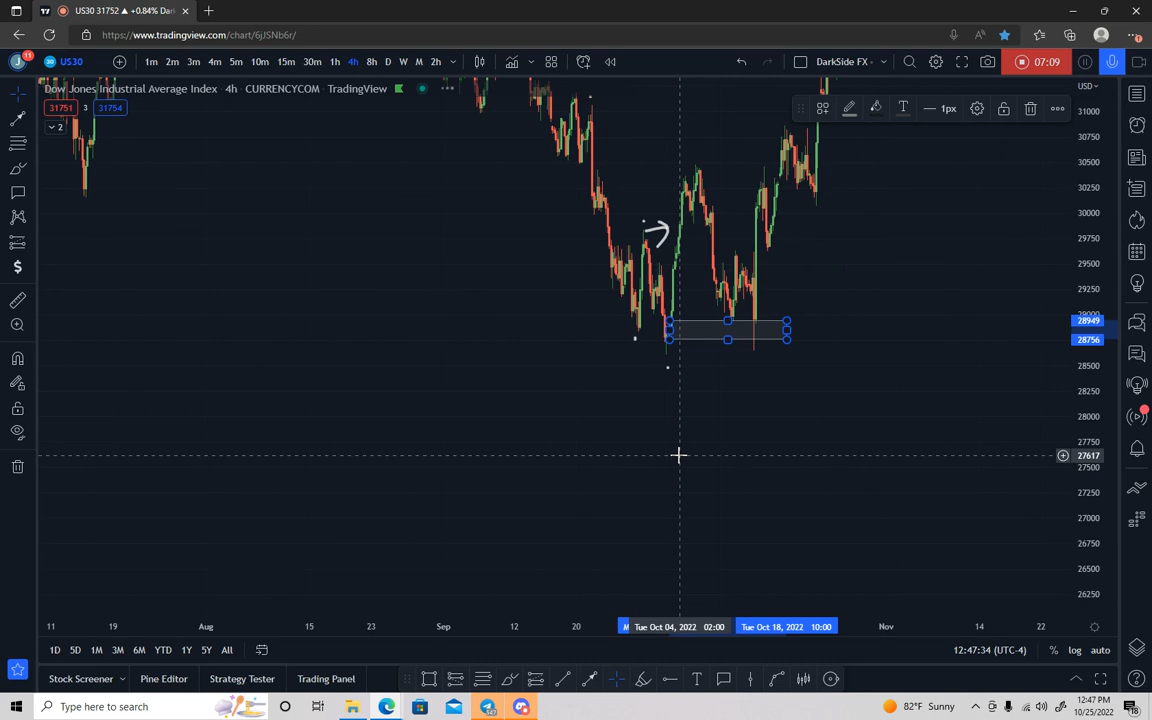 US30 31752 ▲ +0.84% Dar
https://www.tradingview.com/chart/6jJSNb6r/
J 11 30 US30 1m 2m 3m 4m 5m 10m 15m 30m 1h 4h 8h D W M 2h DarkSide FX 07:09
Dow Jones Industrial Average Index · 4h · CURRENCYCOM · TradingView
USD
31751 3 31754
1px
2
31000
30750
30500
30250
30000
29750
29500
29250
29000
28949
28756
28500
28250
28000
27750
27617
27500
27250
27000
26750
26500
26250
11 19 Aug 15 23 Sep 12 20 M Tue Oct 04, 2022 02:00 Tue Oct 18, 2022 10:00 Nov 14 22
1D 5D 1M 3M 6M YTD 1Y 5Y All 12:47:34 (UTC-4) % log auto
Stock Screener Pine Editor Strategy Tester Trading Panel
Type here to search 82°F Sunny 12:47 PM
10/25/2022 18